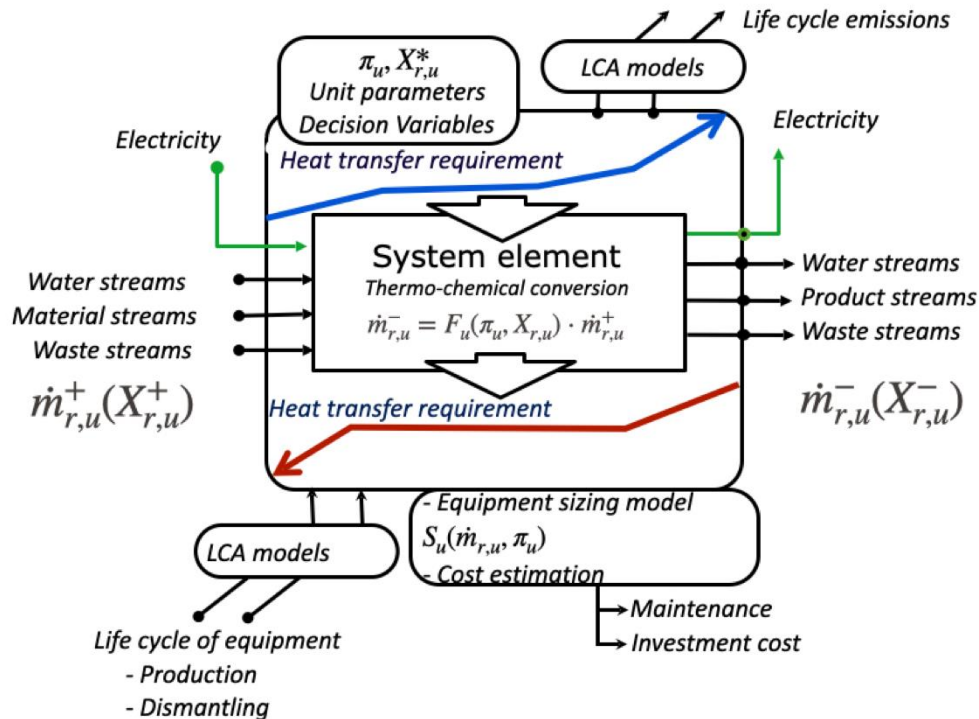 Life cycle emissions
π_u, X*_{r,u}
Unit parameters
Decision Variables
LCA models
Electricity
Electricity
Heat transfer requirement
System element
Thermo-chemical conversion
ṁ⁻_{r,u} = F_u(π_u, X_{r,u}) · ṁ⁺_{r,u}
Water streams
Material streams
Waste streams
ṁ⁺_{r,u}(X⁺_{r,u})
Water streams
Product streams
Waste streams
ṁ⁻_{r,u}(X⁻_{r,u})
Heat transfer requirement
- Equipment sizing model
S_u(ṁ_{r,u}, π_u)
- Cost estimation
LCA models
Maintenance
Investment cost
Life cycle of equipment
- Production
- Dismantling